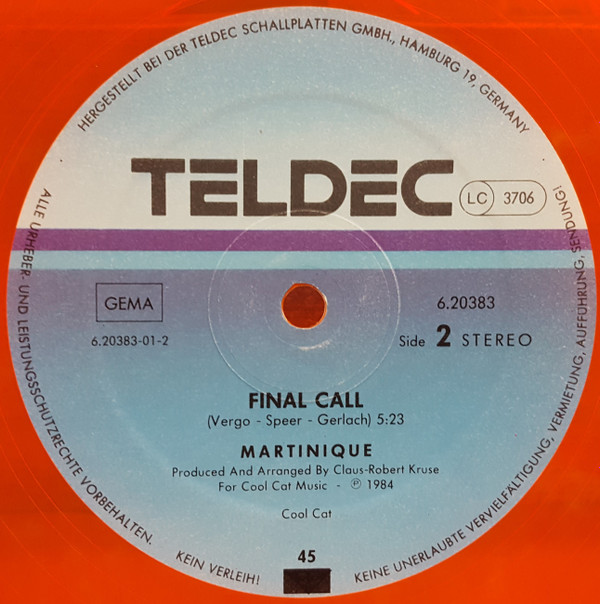 HERGESTELLT BEI DER TELDEC SCHALLPLATTEN GMBH., HAMBURG 19, GERMANY
TELDEC
LC 3706
GEMA
6.20383
6.20383-01-2
Side 2 STEREO
FINAL CALL
(Vergo - Speer - Gerlach) 5:23
MARTINIQUE
Produced And Arranged By Claus-Robert Kruse
For Cool Cat Music - ℗ 1984
Cool Cat
45
ALLE URHEBER- UND LEISTUNGSSCHUTZRECHTE VORBEHALTEN.
KEIN VERLEIH!
KEINE UNERLAUBTE VERVIELFÄLTIGUNG, VERMIETUNG, AUFFÜHRUNG, SENDUNG!